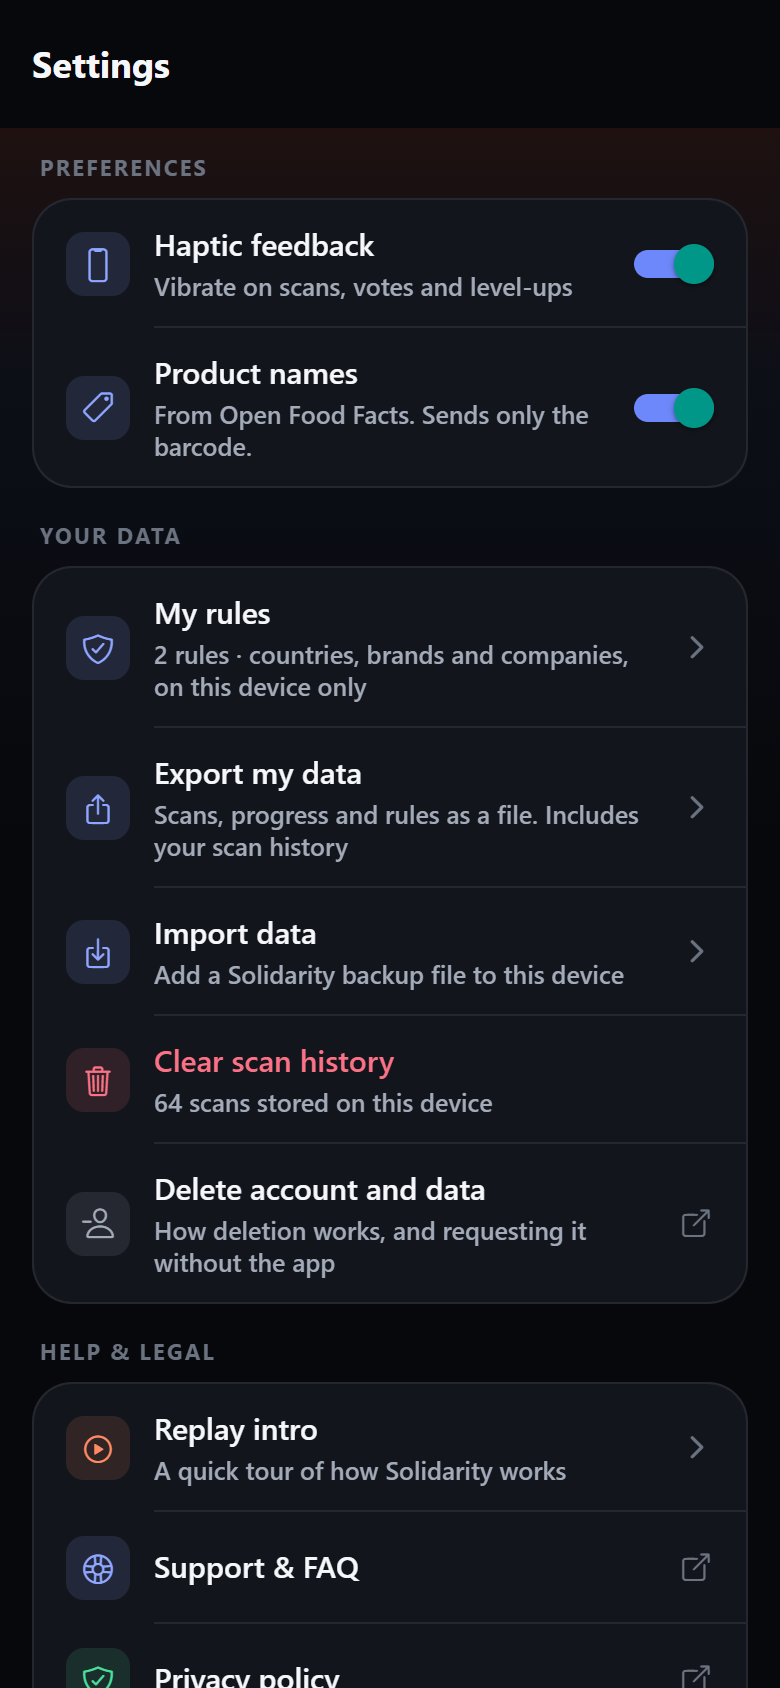 Settings
PREFERENCES
Haptic feedback
Vibrate on scans, votes and level-ups
Product names
From Open Food Facts. Sends only the
barcode.
YOUR DATA
My rules
2 rules · countries, brands and companies,
on this device only
Export my data
Scans, progress and rules as a file. Includes
your scan history
Import data
Add a Solidarity backup file to this device
Clear scan history
64 scans stored on this device
Delete account and data
How deletion works, and requesting it
without the app
HELP & LEGAL
Replay intro
A quick tour of how Solidarity works
Support & FAQ
Privacy policy